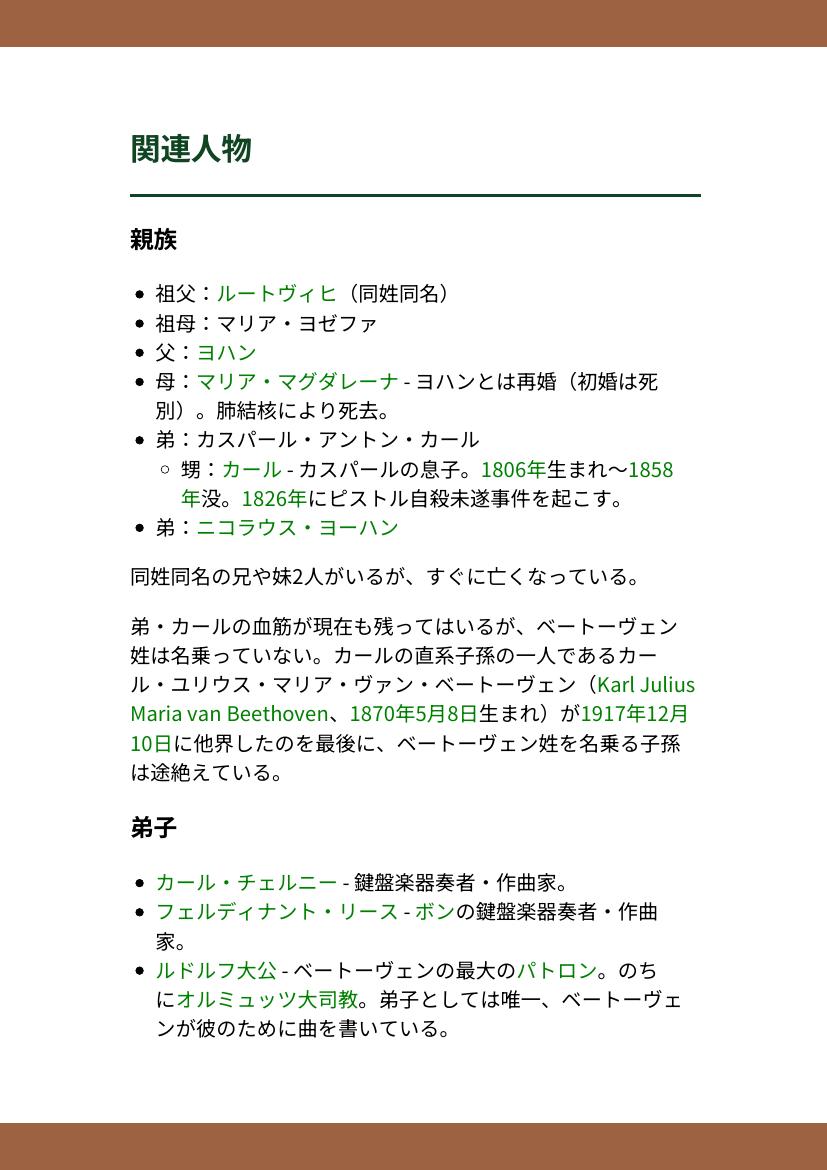 関連人物
親族
祖父：ルートヴィヒ（同姓同名）
祖母：マリア・ヨゼファ
父：ヨハン
母：マリア・マグダレーナ - ヨハンとは再婚（初婚は死
別）。肺結核により死去。
弟：カスパール・アントン・カール
甥：カール - カスパールの息子。1806年生まれ〜1858
年没。1826年にピストル自殺未遂事件を起こす。
弟：ニコラウス・ヨーハン
同姓同名の兄や妹2人がいるが、すぐに亡くなっている。
弟・カールの血筋が現在も残ってはいるが、ベートーヴェン
姓は名乗っていない。カールの直系子孫の一人であるカー
ル・ユリウス・マリア・ヴァン・ベートーヴェン（Karl Julius
Maria van Beethoven、1870年5月8日生まれ）が1917年12月
10日に他界したのを最後に、ベートーヴェン姓を名乗る子孫
は途絶えている。
弟子
カール・チェルニー - 鍵盤楽器奏者・作曲家。
フェルディナント・リース - ボンの鍵盤楽器奏者・作曲
家。
ルドルフ大公 - ベートーヴェンの最大のパトロン。のち
にオルミュッツ大司教。弟子としては唯一、ベートーヴェ
ンが彼のために曲を書いている。